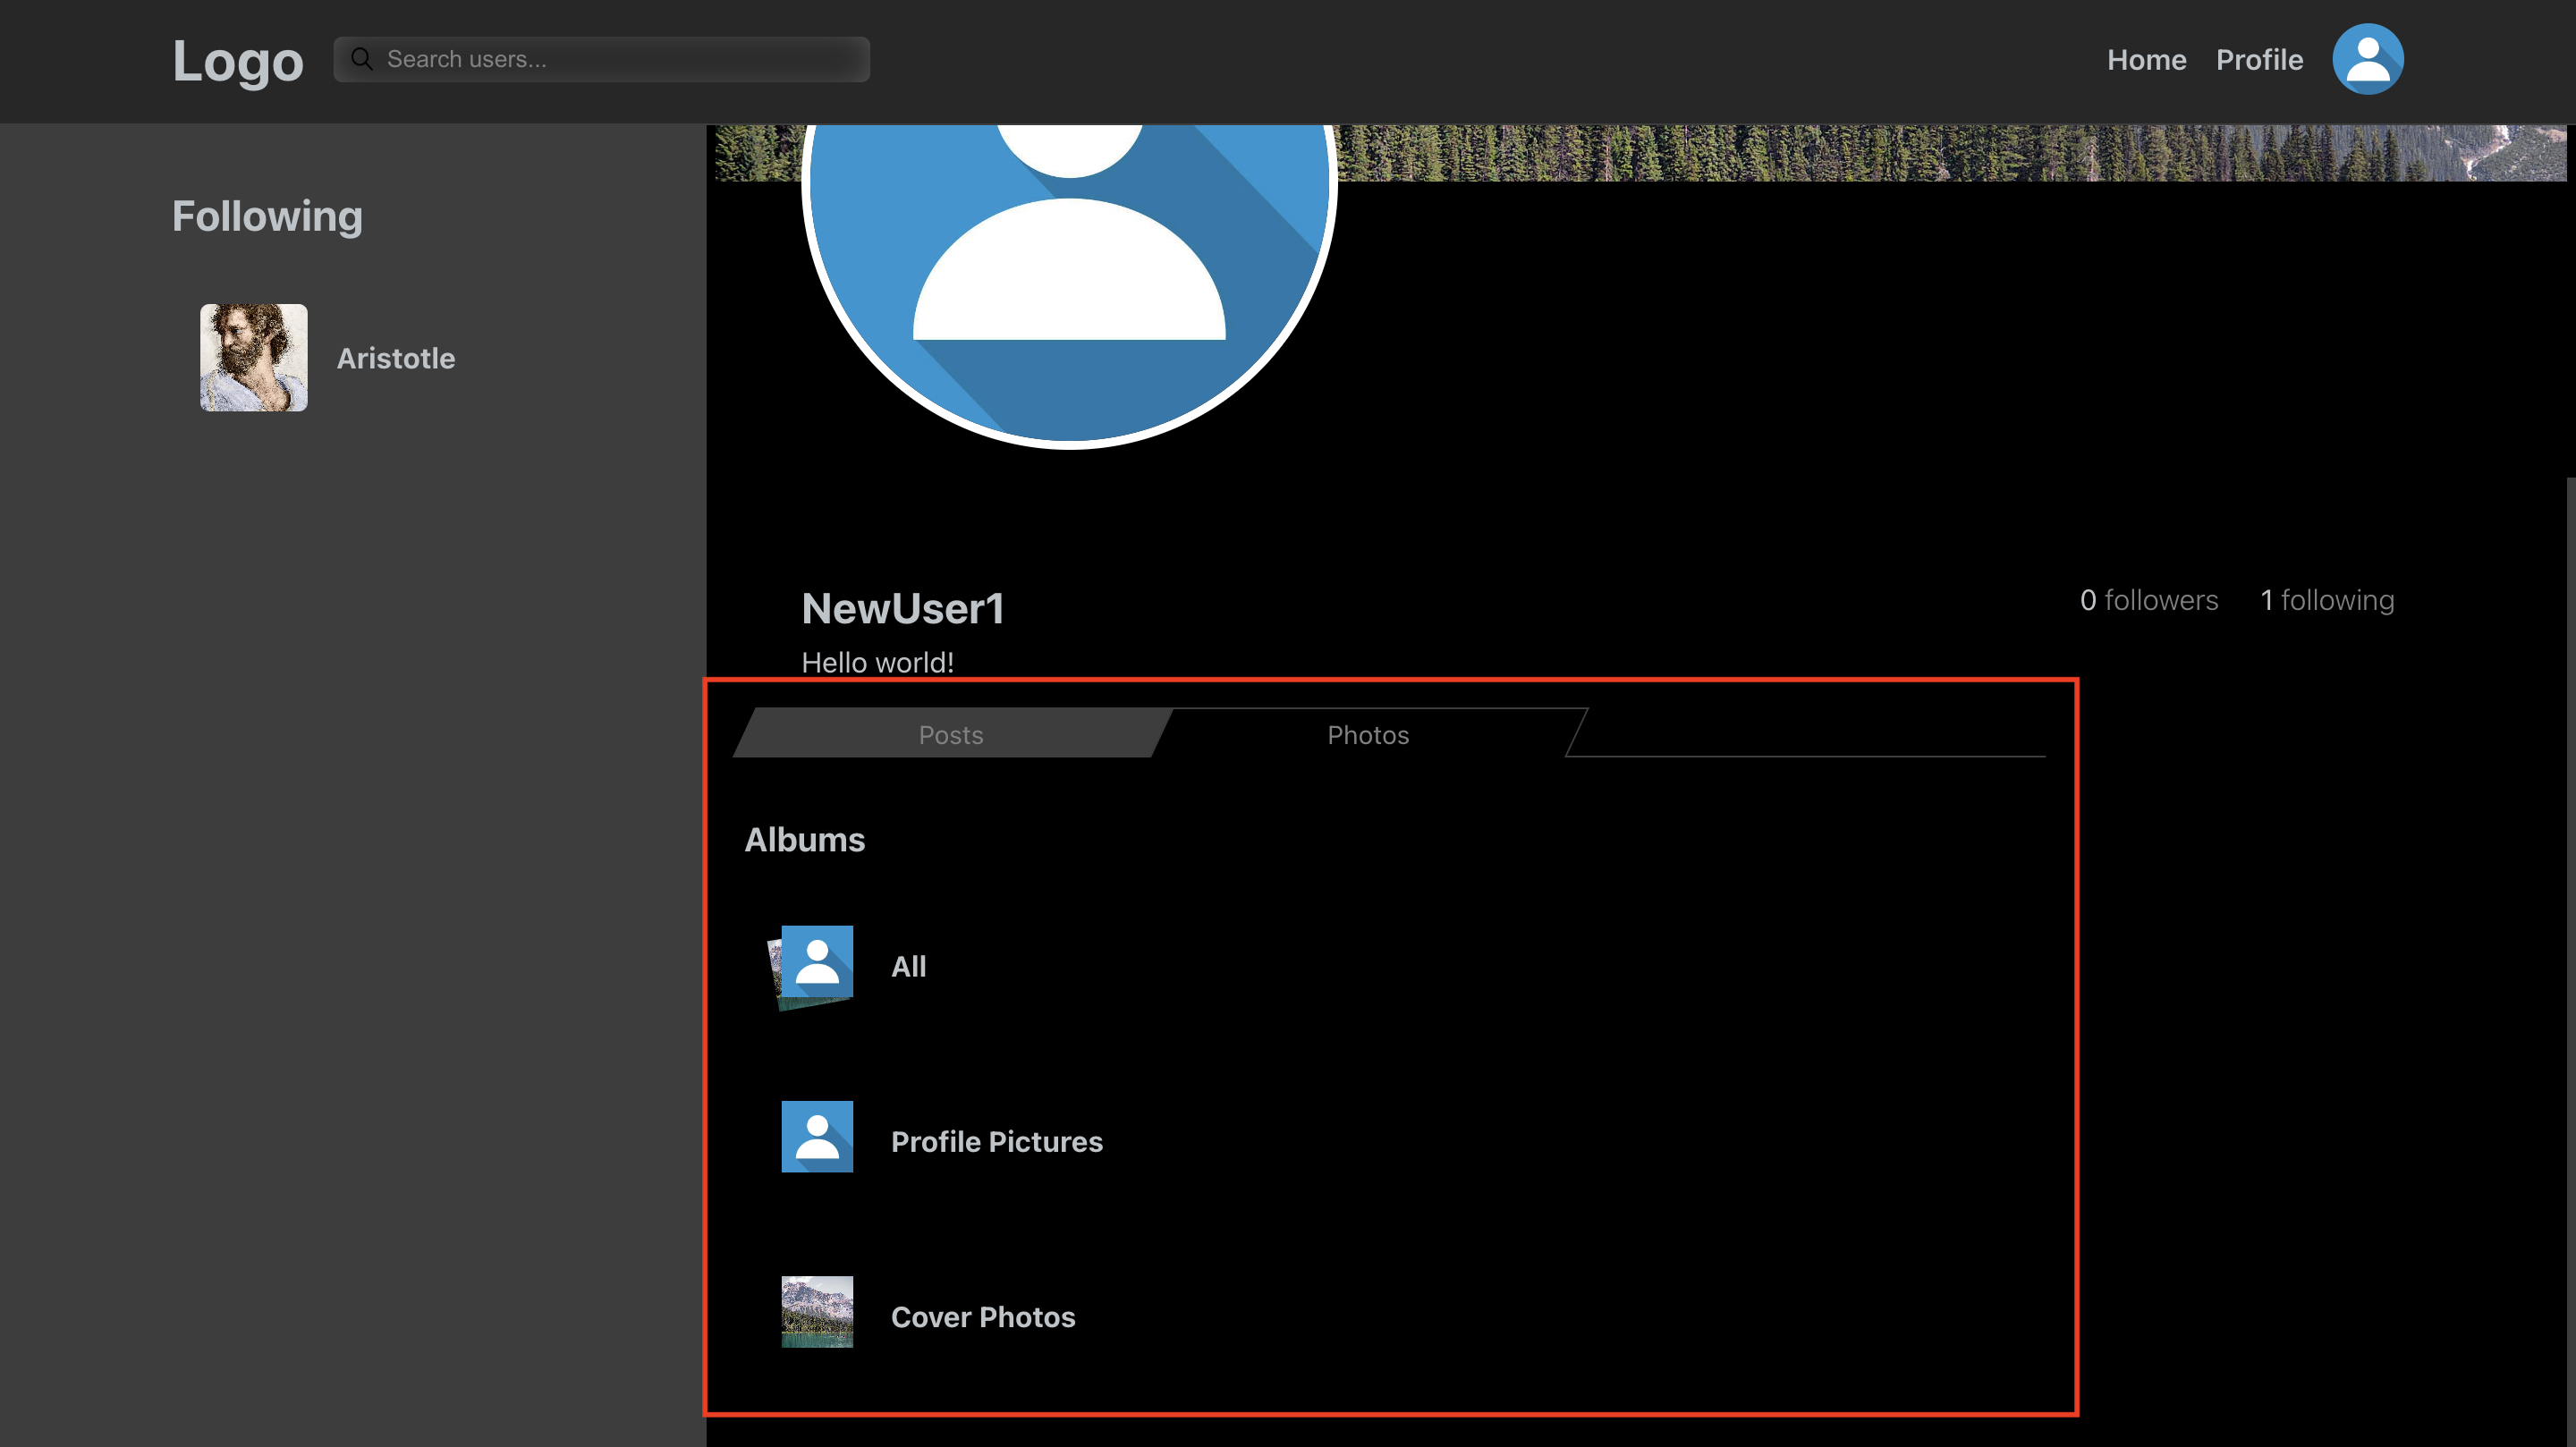 Logo
Search users...
Home
Profile
Following
Aristotle
NewUser1
0 followers
1 following
Hello world!
Posts
Photos
Albums
All
Profile Pictures
Cover Photos